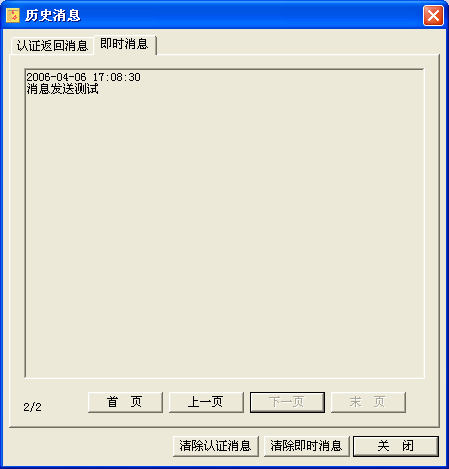 历史消息
认证返回消息 即时消息
2006-04-06 17:08:30
消息发送测试
2/2 首 页 上一页 下一页 末 页
清除认证消息 清除即时消息 关 闭